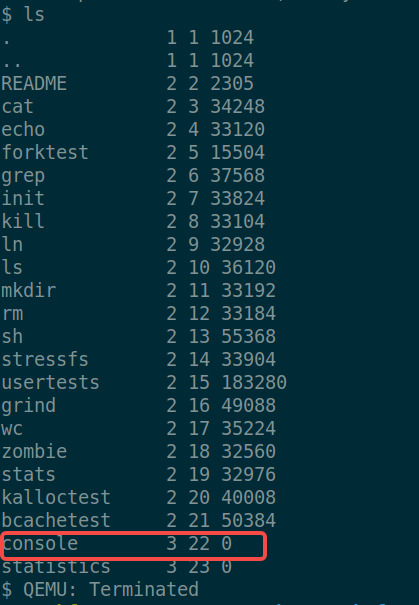 $ ls
.              1 1 1024
..             1 1 1024
README         2 2 2305
cat            2 3 34248
echo           2 4 33120
forktest       2 5 15504
grep           2 6 37568
init           2 7 33824
kill           2 8 33104
ln             2 9 32928
ls             2 10 36120
mkdir          2 11 33192
rm             2 12 33184
sh             2 13 55368
stressfs       2 14 33904
usertests      2 15 183280
grind          2 16 49088
wc             2 17 35224
zombie         2 18 32560
stats          2 19 32976
kalloctest     2 20 40008
bcachetest     2 21 50384
console        3 22 0
statistics     3 23 0
$ QEMU: Terminated